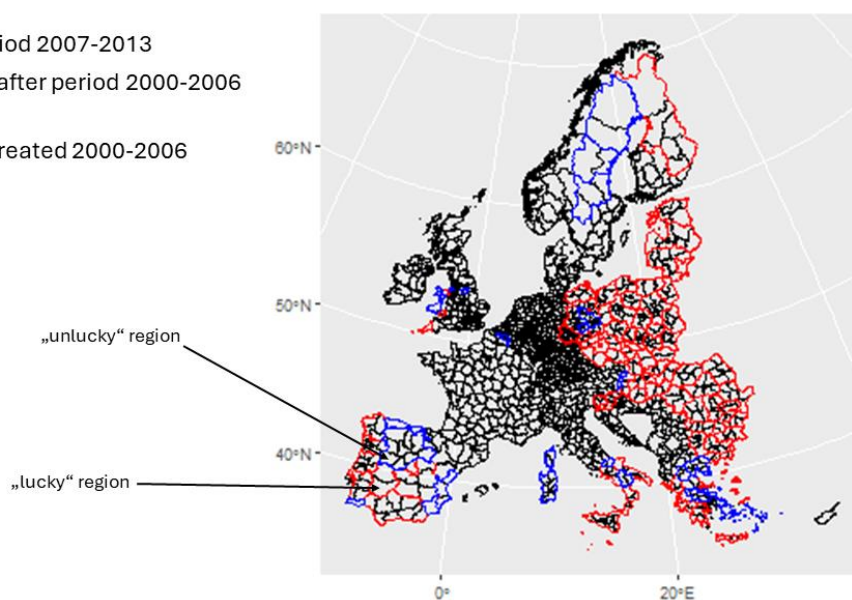 iod 2007-2013
after period 2000-2006
reated 2000-2006
60°N
50°N
„unlucky“ region
40°N
„lucky“ region
0°
20°E